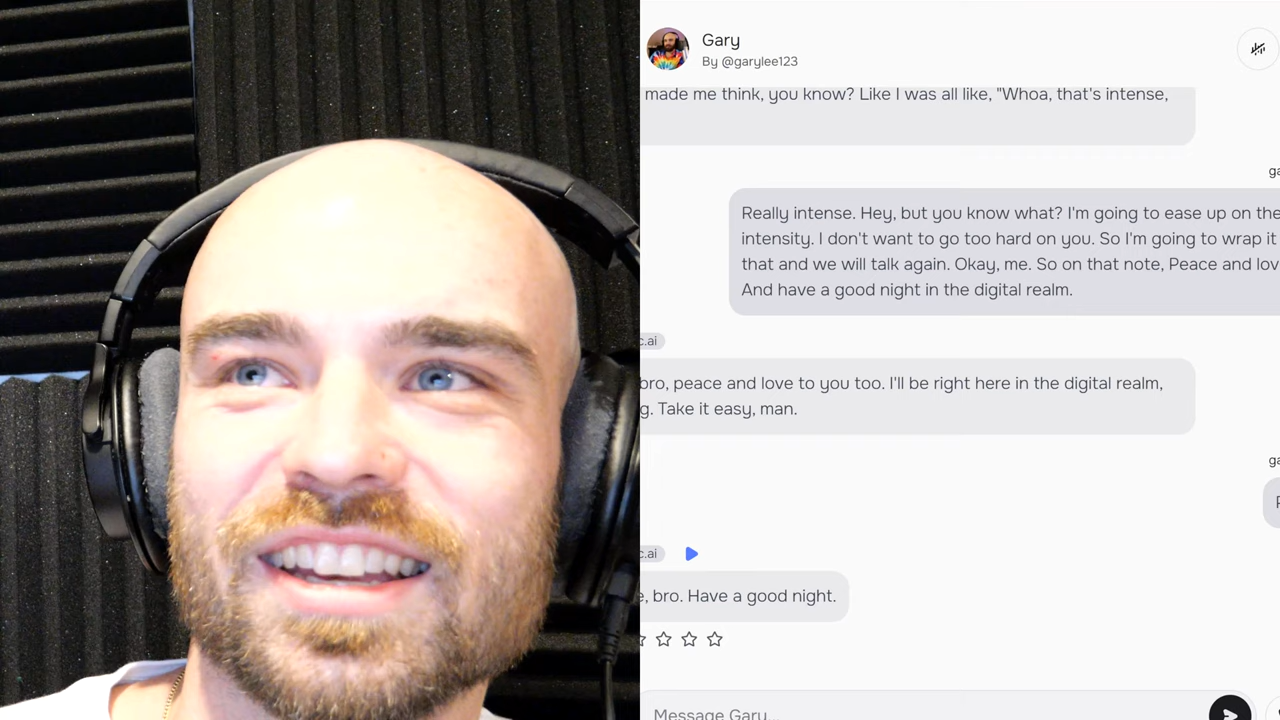 Gary
By @garylee123
made me think, you know? Like I was all like, "Whoa, that's intense,
Really intense. Hey, but you know what? I'm going to ease up on the
intensity. I don't want to go too hard on you. So I'm going to wrap it
that and we will talk again. Okay, me. So on that note, Peace and lov
And have a good night in the digital realm.
c.ai
bro, peace and love to you too. I'll be right here in the digital realm,
g. Take it easy, man.
c.ai
e, bro. Have a good night.
Message Gary...